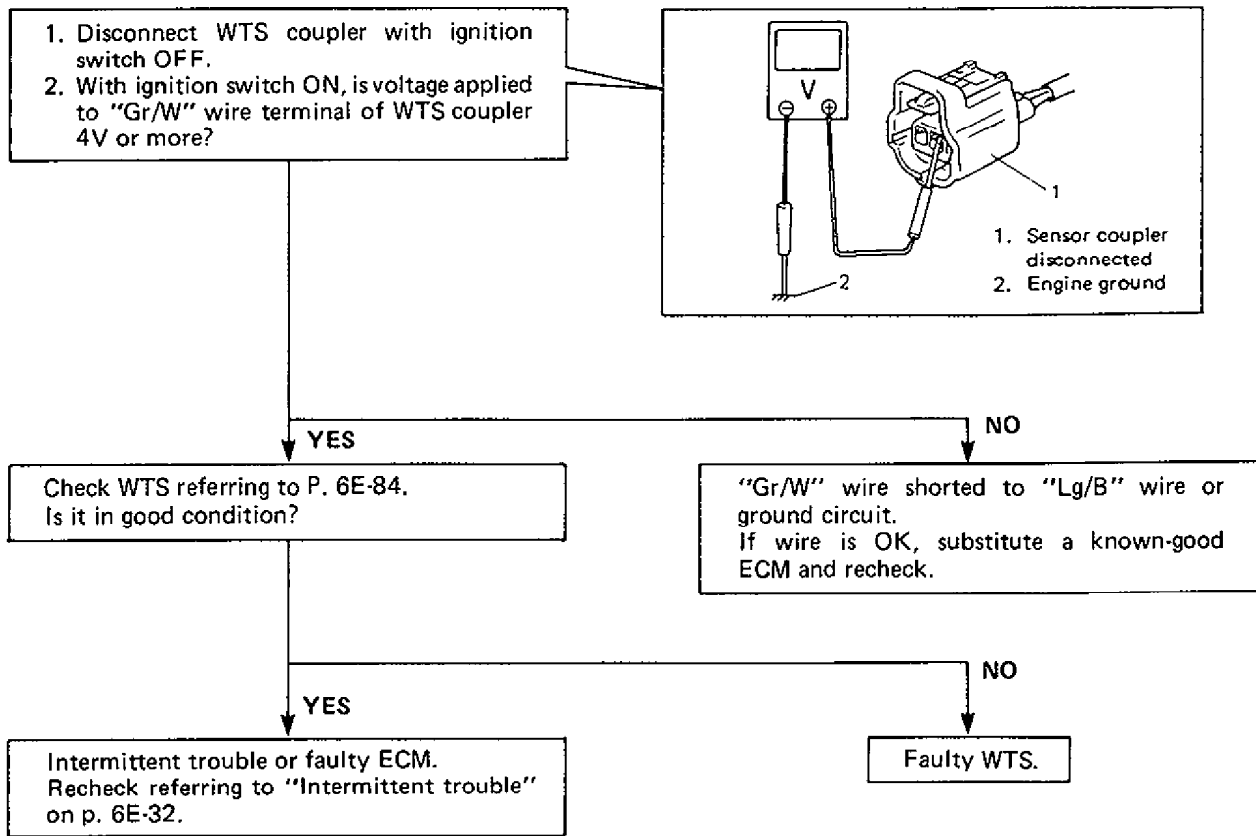 1. Disconnect WTS coupler with ignition
switch OFF.
2. With ignition switch ON, is voltage applied
to "Gr/W" wire terminal of WTS coupler
4V or more?
V
⊖ ⊕
1
2
1. Sensor coupler
disconnected
2. Engine ground
YES
NO
Check WTS referring to P. 6E-84.
Is it in good condition?
"Gr/W" wire shorted to "Lg/B" wire or
ground circuit.
If wire is OK, substitute a known-good
ECM and recheck.
YES
NO
Intermittent trouble or faulty ECM.
Recheck referring to "Intermittent trouble"
on p. 6E-32.
Faulty WTS.